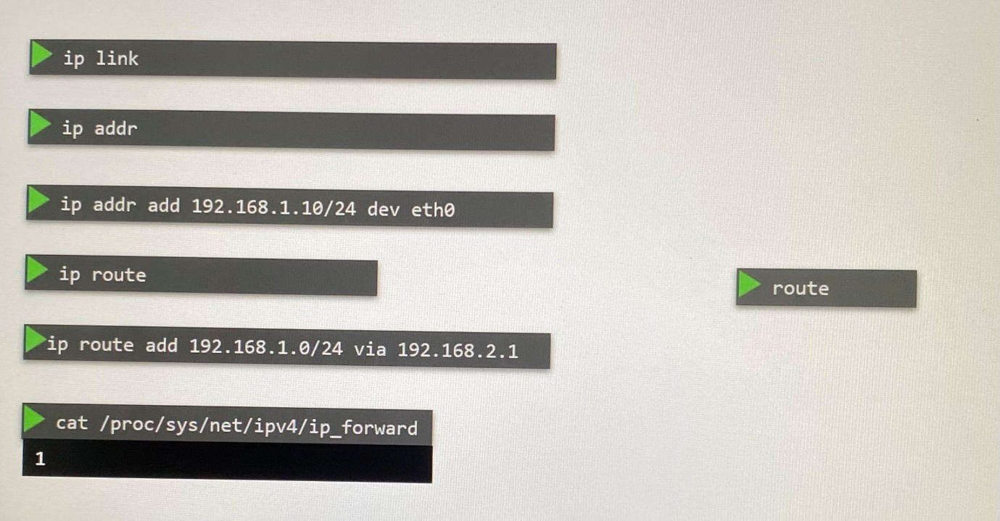 ip link
ip addr
ip addr add 192.168.1.10/24 dev eth0
ip route
route
ip route add 192.168.1.0/24 via 192.168.2.1
cat /proc/sys/net/ipv4/ip_forward
1